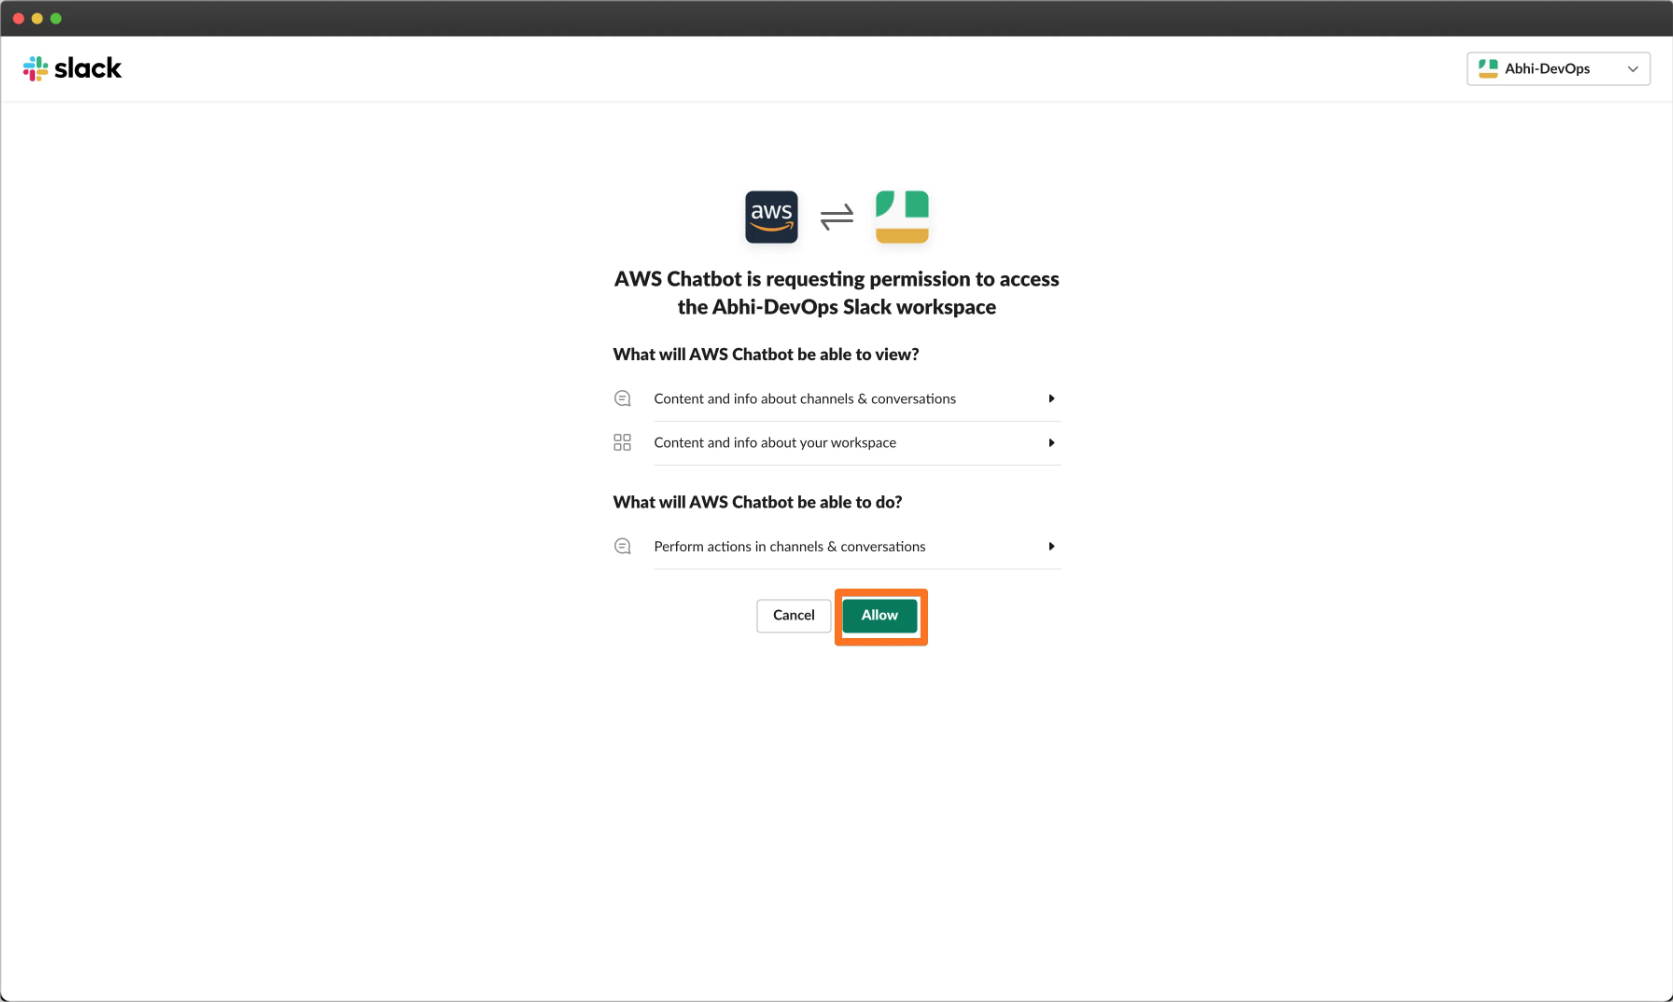 slack
Abhi-DevOps
aws
AWS Chatbot is requesting permission to access
the Abhi-DevOps Slack workspace
What will AWS Chatbot be able to view?
Content and info about channels & conversations
Content and info about your workspace
What will AWS Chatbot be able to do?
Perform actions in channels & conversations
Cancel
Allow